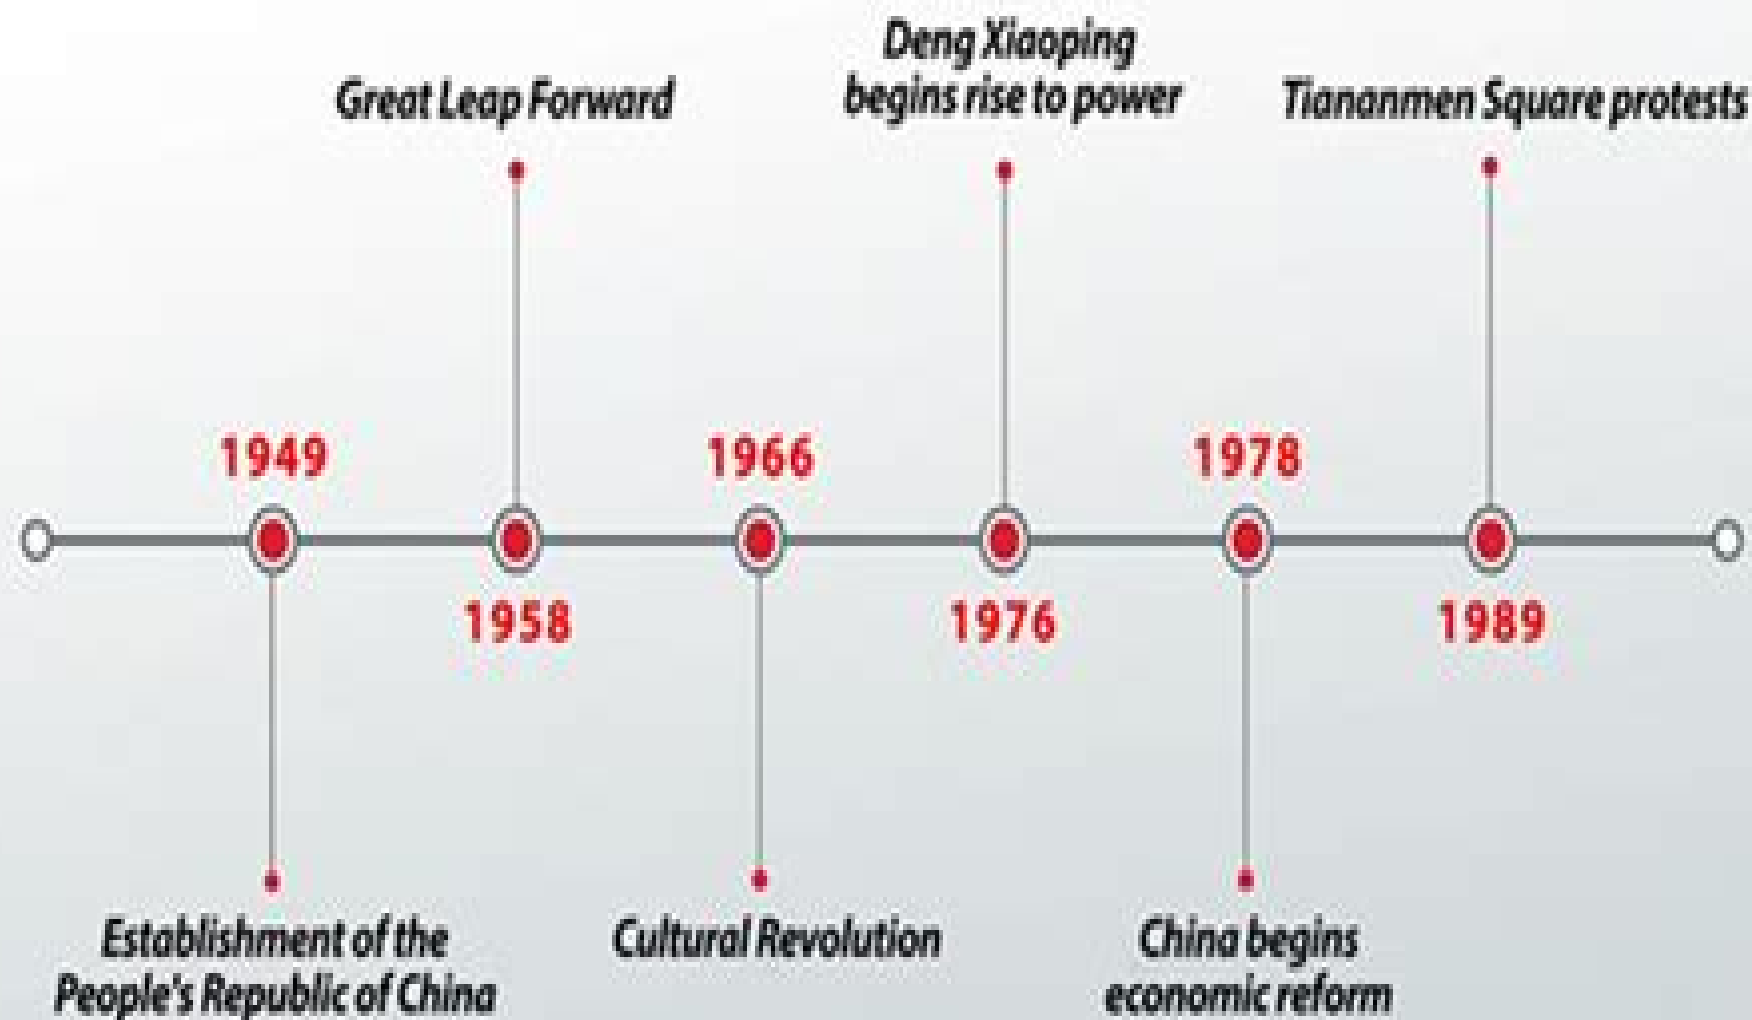 Deng Xiaoping
begins rise to power
Great Leap Forward
Tiananmen Square protests
1949
1966
1978
1958
1976
1989
Establishment of the
People's Republic of China
Cultural Revolution
China begins
economic reform